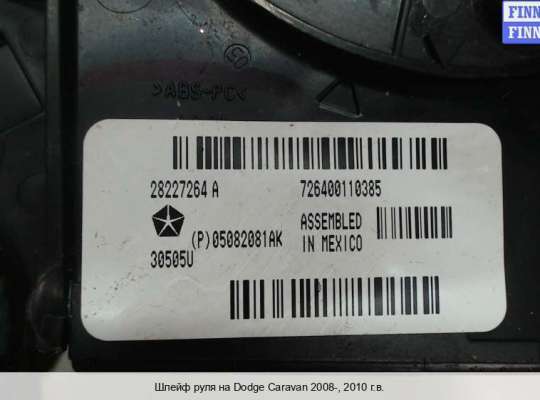 FINN
FINN
>ABS-PC<
28227264 A
726400110385
(P)05082081AK
ASSEMBLED
IN MEXICO
30505U
Шлейф руля на Dodge Caravan 2008-, 2010 г.в.